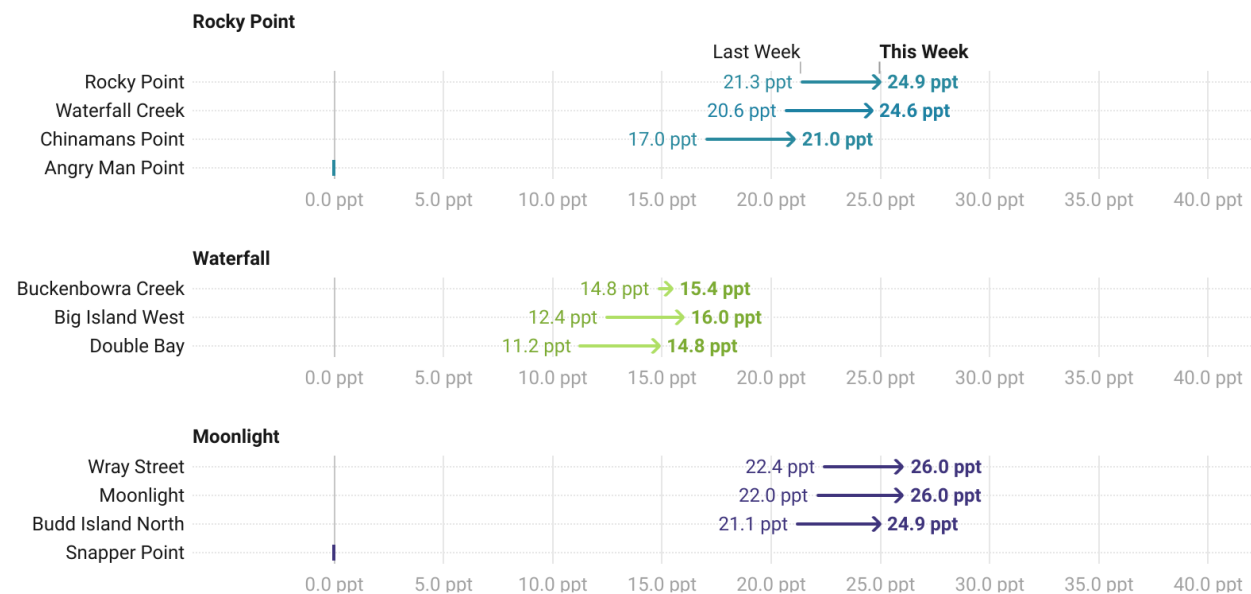 Rocky Point
Last Week This Week
Rocky Point 21.3 ppt 24.9 ppt
Waterfall Creek 20.6 ppt 24.6 ppt
Chinamans Point 17.0 ppt 21.0 ppt
Angry Man Point
0.0 ppt 5.0 ppt 10.0 ppt 15.0 ppt 20.0 ppt 25.0 ppt 30.0 ppt 35.0 ppt 40.0 ppt
Waterfall
Buckenbowra Creek 14.8 ppt 15.4 ppt
Big Island West 12.4 ppt 16.0 ppt
Double Bay 11.2 ppt 14.8 ppt
0.0 ppt 5.0 ppt 10.0 ppt 15.0 ppt 20.0 ppt 25.0 ppt 30.0 ppt 35.0 ppt 40.0 ppt
Moonlight
Wray Street 22.4 ppt 26.0 ppt
Moonlight 22.0 ppt 26.0 ppt
Budd Island North 21.1 ppt 24.9 ppt
Snapper Point
0.0 ppt 5.0 ppt 10.0 ppt 15.0 ppt 20.0 ppt 25.0 ppt 30.0 ppt 35.0 ppt 40.0 ppt